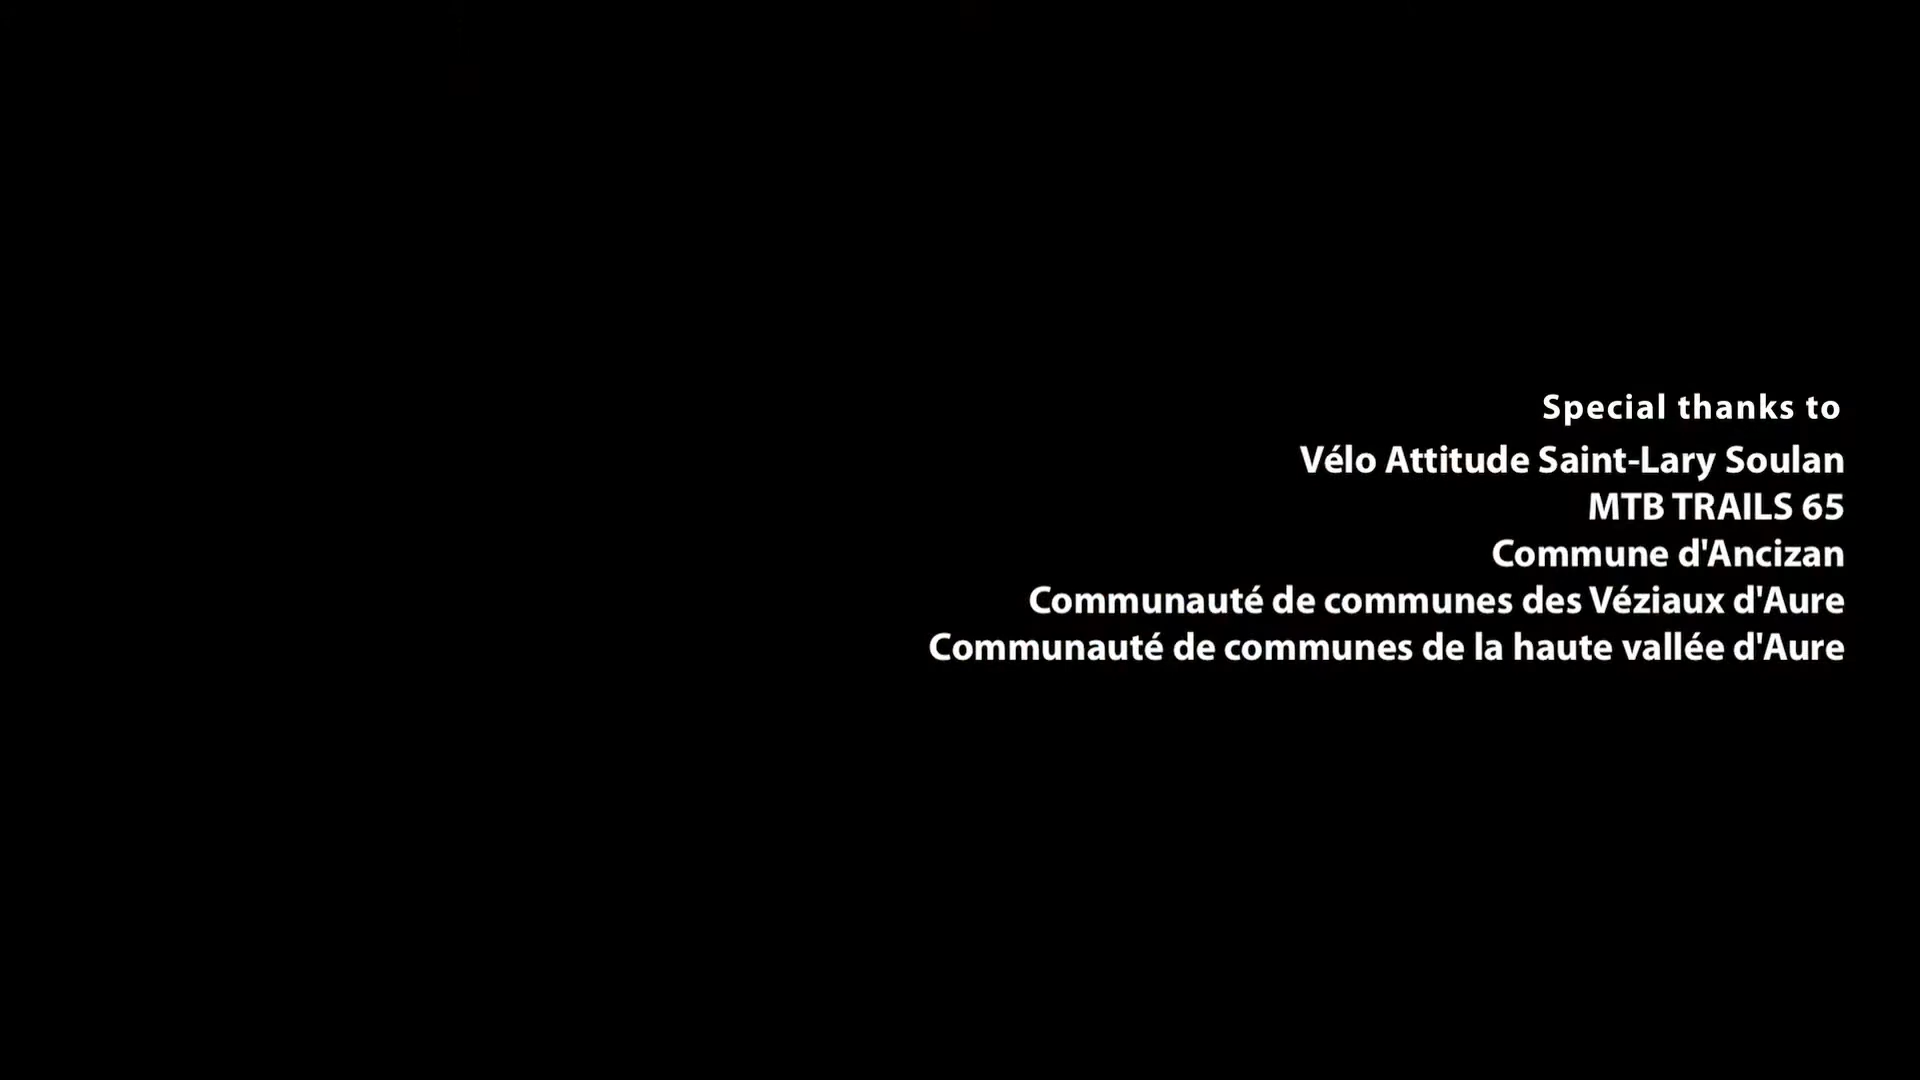 Special thanks to
Vélo Attitude Saint-Lary Soulan
MTB TRAILS 65
Commune d'Ancizan
Communauté de communes des Véziaux d'Aure
Communauté de communes de la haute vallée d'Aure